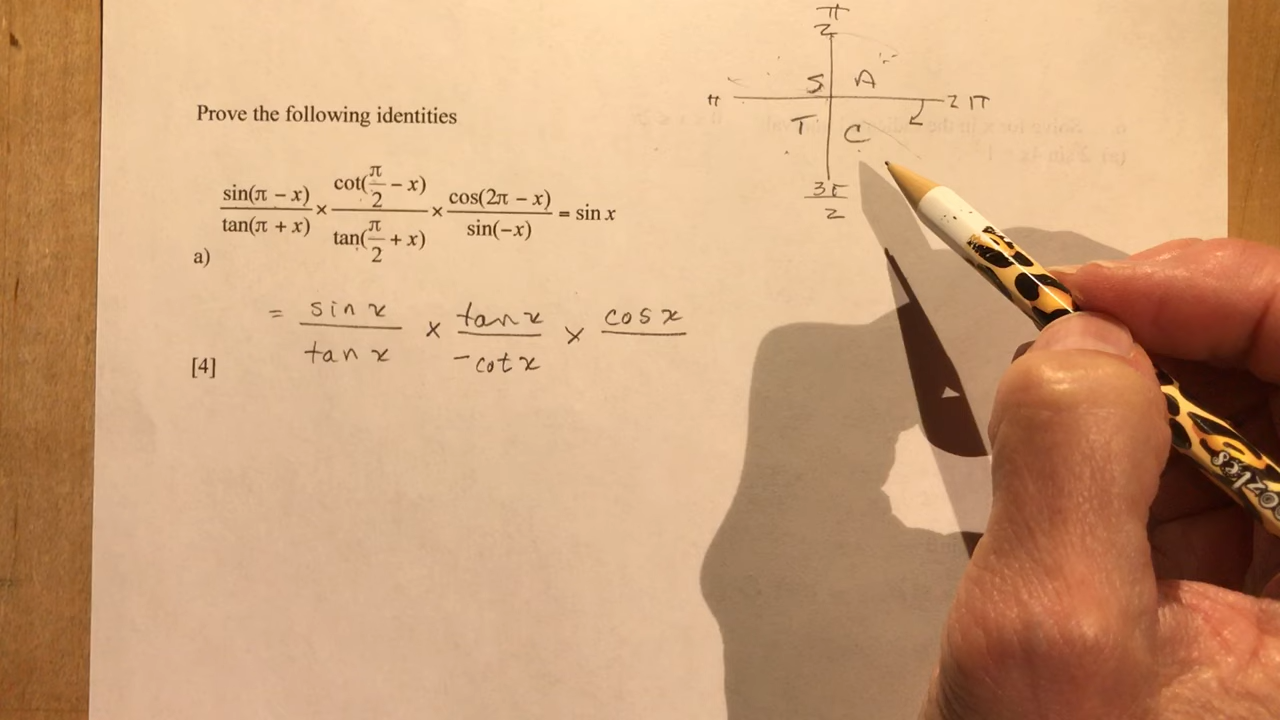 π
2
S A
π 2π
T C
3π
2
Prove the following identities
sin(π − x)/tan(π + x) × cot(π/2 − x)/tan(π/2 + x) × cos(2π − x)/sin(−x) = sin x
a)
= sin x/tan x × tan x/−cot x × cos x
[4]